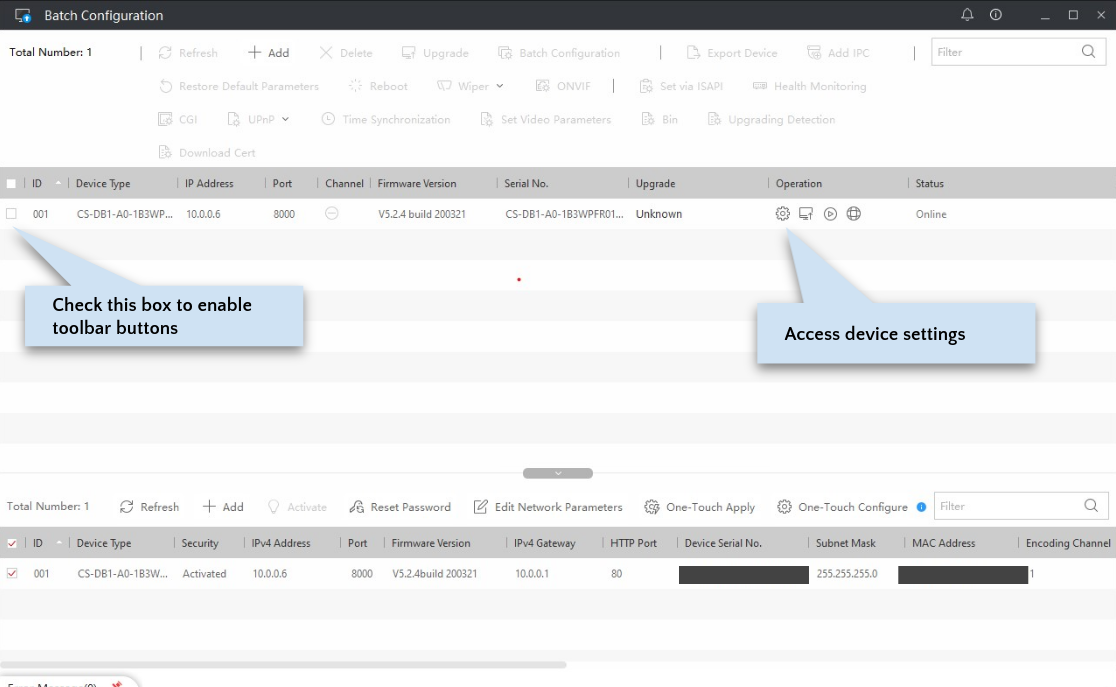 Batch Configuration
Total Number: 1
Refresh Add Delete Upgrade Batch Configuration Export Device Add IPC Filter
Restore Default Parameters Reboot Wiper ONVIF Set via ISAPI Health Monitoring
CGI UPnP Time Synchronization Set Video Parameters Bin Upgrading Detection
Download Cert
ID Device Type IP Address Port Channel Firmware Version Serial No. Upgrade Operation Status
001 CS-DB1-A0-1B3WP... 10.0.0.6 8000 V5.2.4 build 200321 CS-DB1-A0-1B3WPFR01... Unknown Online
Check this box to enable
toolbar buttons
Access device settings
Total Number: 1 Refresh Add Activate Reset Password Edit Network Parameters One-Touch Apply One-Touch Configure Filter
ID Device Type Security IPv4 Address Port Firmware Version IPv4 Gateway HTTP Port Device Serial No. Subnet Mask MAC Address Encoding Channel
001 CS-DB1-A0-1B3W... Activated 10.0.0.6 8000 V5.2.4build 200321 10.0.0.1 80 255.255.255.0 1